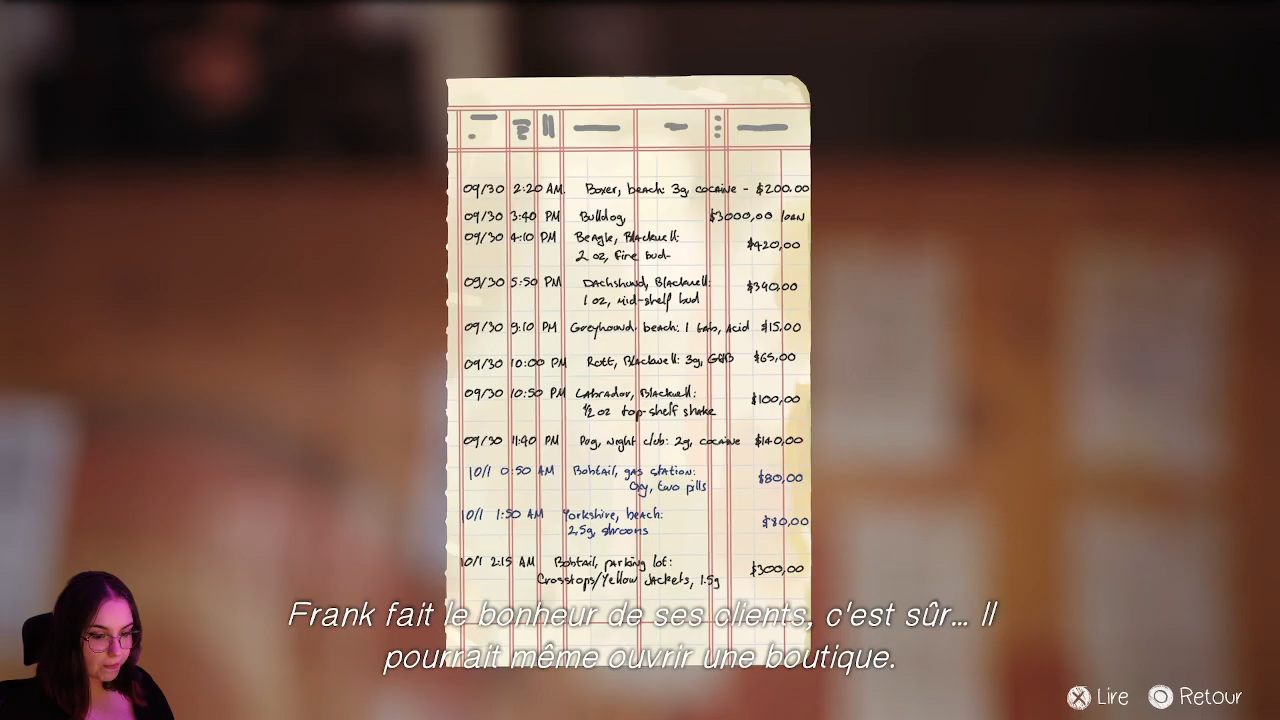 09/30 2:20 AM. Boxer, beach: 3g, cocaine - $200.00
09/30 3:40 PM Bulldog, $3000,00 loan
09/30 4:10 PM Beagle, Blackwell: $420,00
2 oz, fire bud-
09/30 5:50 PM Dachshund, Blackwell: $340,00
1 oz, mid-shelf bud
09/30 9:10 PM Greyhound, beach: 1 tab, acid $15,00
09/30 10:00 PM Rott, Blackwell: 3g, GHB $65,00
09/30 10:50 PM Labrador, Blackwell: $100,00
1/2 oz top-shelf shake
09/30 11:40 PM Pug, night club: 2g, cocaine $140,00
10/1 0:50 AM Bobtail, gas station: $80,00
Oxy, two pills
10/1 1:50 AM Yorkshire, beach: $80,00
2,5g, shrooms
10/1 2:15 AM Bobtail, parking lot: $300,00
Crosstops/Yellow Jackets, 1.5g
Frank fait le bonheur de ses clients, c'est sûr... Il
pourrait même ouvrir une boutique.
Lire Retour